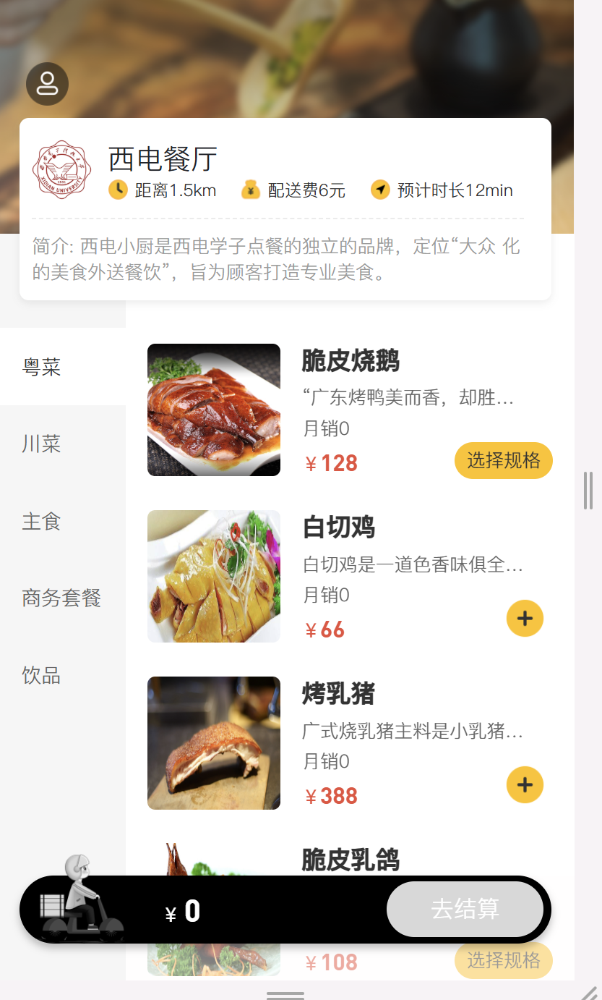 XIDIAN UNIVERSITY
西电餐厅
距离1.5km
¥
配送费6元
预计时长12min
简介: 西电小厨是西电学子点餐的独立的品牌，定位“大众 化
的美食外送餐饮”，旨为顾客打造专业美食。
粤菜
川菜
主食
商务套餐
饮品
脆皮烧鹅
“广东烤鸭美而香，却胜...
月销0
￥128
选择规格
白切鸡
白切鸡是一道色香味俱全...
月销0
￥66
烤乳猪
广式烧乳猪主料是小乳猪...
月销0
￥388
脆皮乳鸽
￥0
去结算
￥108
选择规格